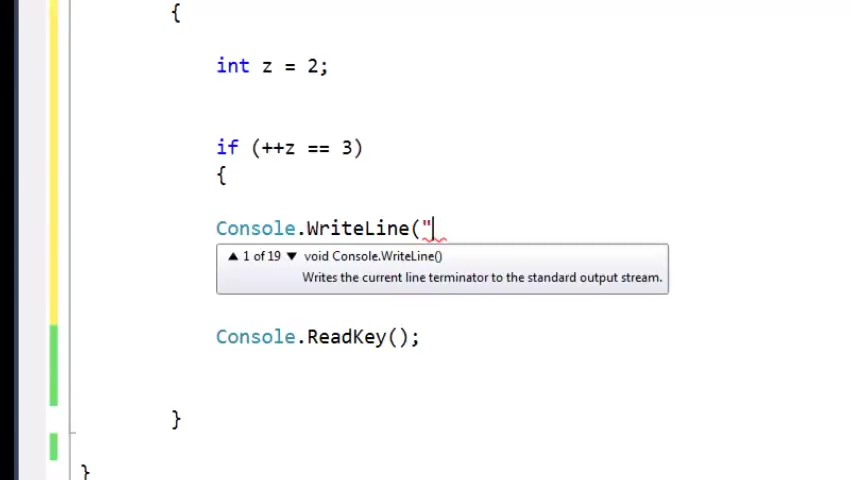 {
int z = 2;
if (++z == 3)
{
Console.WriteLine("
▲ 1 of 19 ▼ void Console.WriteLine()
Writes the current line terminator to the standard output stream.
Console.ReadKey();
}
}